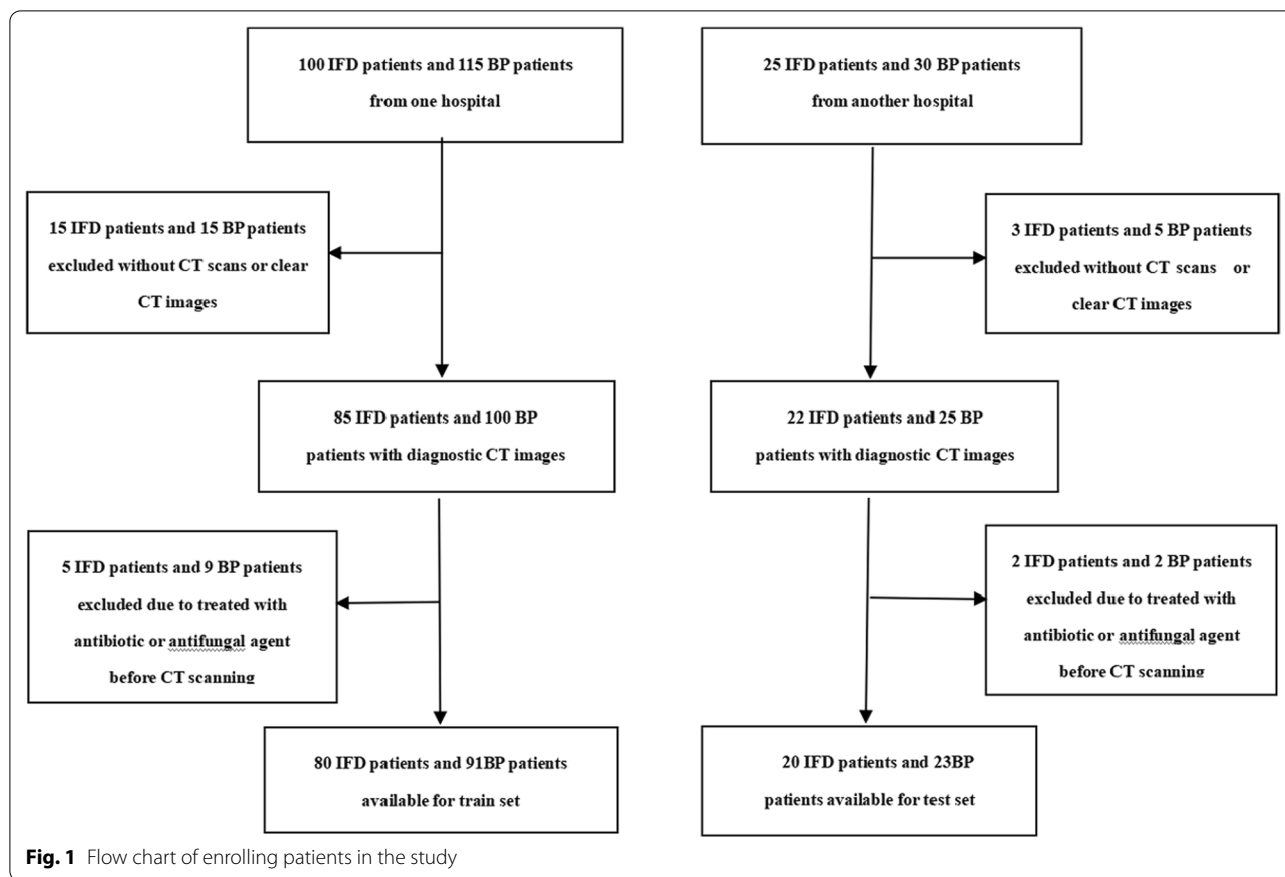 100 IFD patients and 115 BP patients
from one hospital
25 IFD patients and 30 BP patients
from another hospital
15 IFD patients and 15 BP patients
excluded without CT scans or clear
CT images
3 IFD patients and 5 BP patients
excluded without CT scans or
clear CT images
85 IFD patients and 100 BP
patients with diagnostic CT images
22 IFD patients and 25 BP
patients with diagnostic CT images
5 IFD patients and 9 BP patients
excluded due to treated with
antibiotic or antifungal agent
before CT scanning
2 IFD patients and 2 BP patients
excluded due to treated with
antibiotic or antifungal agent
before CT scanning
80 IFD patients and 91BP patients
available for train set
20 IFD patients and 23BP
patients available for test set
Fig. 1 Flow chart of enrolling patients in the study